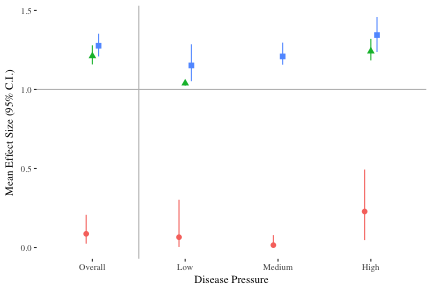 1.5
1.0
0.5
0.0
Mean Effect Size (95% C.I.)
Overall
Low
Medium
High
Disease Pressure